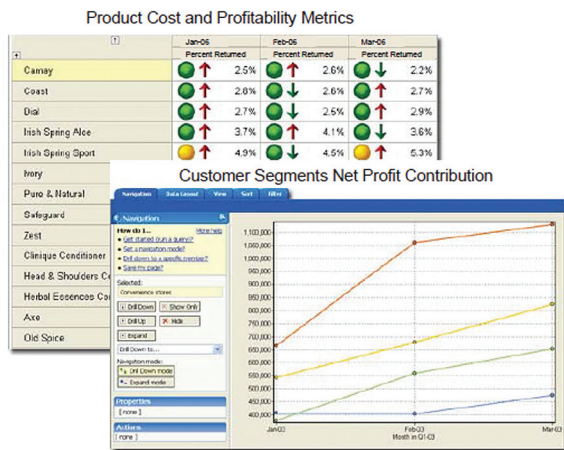 Product Cost and Profitability Metrics
Jan-06 Feb-06 Mar-06
Percent Returned Percent Returned Percent Returned
Camay 2.5% 2.6% 2.2%
Coast 2.8% 2.6% 2.7%
Dial 2.7% 2.5% 2.9%
Irish Spring Aloe 3.7% 4.1% 3.6%
Irish Spring Sport 4.9% 4.5% 5.3%
Ivory
Pure & Natural
Safeguard
Zest
Clinique Conditioner
Head & Shoulders Co
Herbal Essences Co
Axe
Old Spice
Customer Segments Net Profit Contribution
Navigation Data Layout View Sort Filter
Navigation
How do I... More help
Get started (run a query)?
Set a navigation mode?
Drill down to a specific member?
Save my page?
Selected:
Convenience stores
Drill Down Show Only
Drill Up Hide
Expand
Drill Down to...
Navigation mode:
Drill Down mode
Expand mode
Properties
[ none ]
Actions
[ none ]
1,100,000
1,050,000
1,000,000
950,000
900,000
850,000
800,000
750,000
700,000
650,000
600,000
550,000
500,000
450,000
400,000
Jan-03 Feb-03 Mar-03
Month in Q1-03